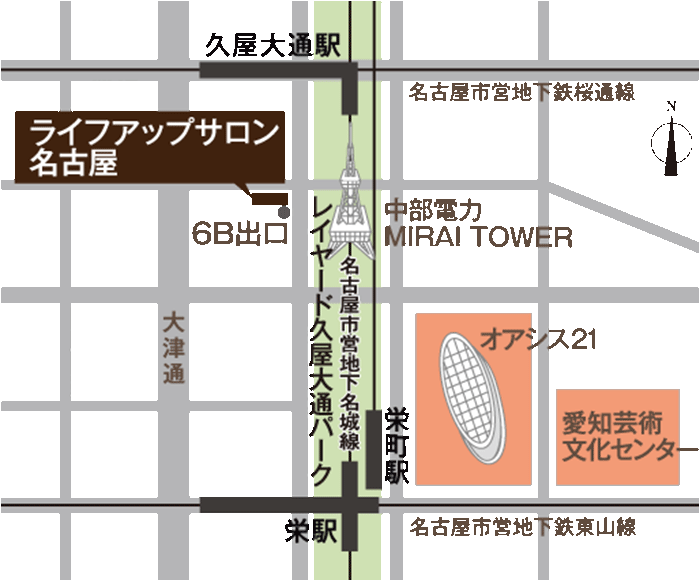 久屋大通駅
名古屋市営地下鉄桜通線
N
ライフアップサロン
名古屋
6B出口
中部電力
MIRAI TOWER
レイヤード久屋大通パーク
名古屋市営地下名城線
大津通
オアシス21
愛知芸術
文化センター
栄町駅
栄駅
名古屋市営地下鉄東山線